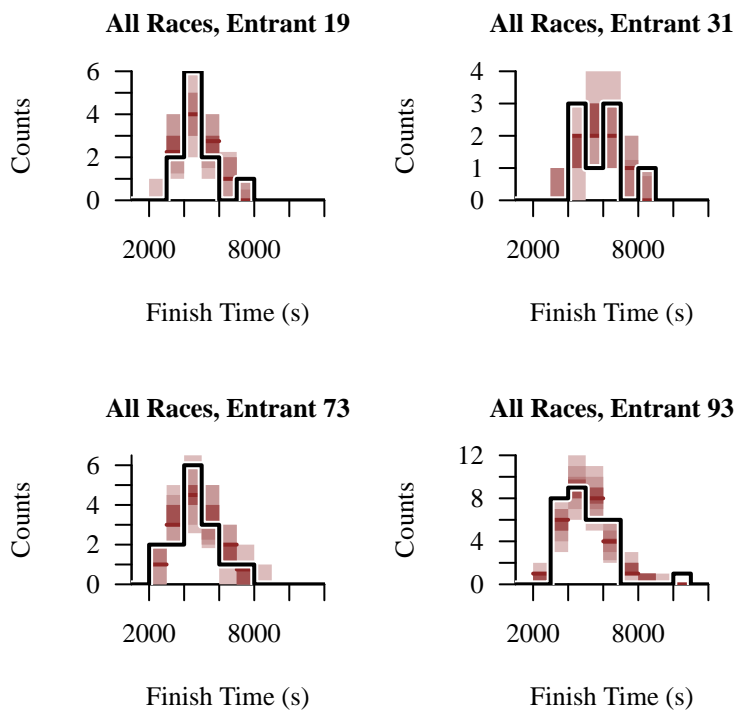 All Races, Entrant 19
Counts
6
4
2
0
2000 8000
Finish Time (s)
All Races, Entrant 31
Counts
4
3
2
1
0
2000 8000
Finish Time (s)
All Races, Entrant 73
Counts
6
4
2
0
2000 8000
Finish Time (s)
All Races, Entrant 93
Counts
12
8
4
0
2000 8000
Finish Time (s)